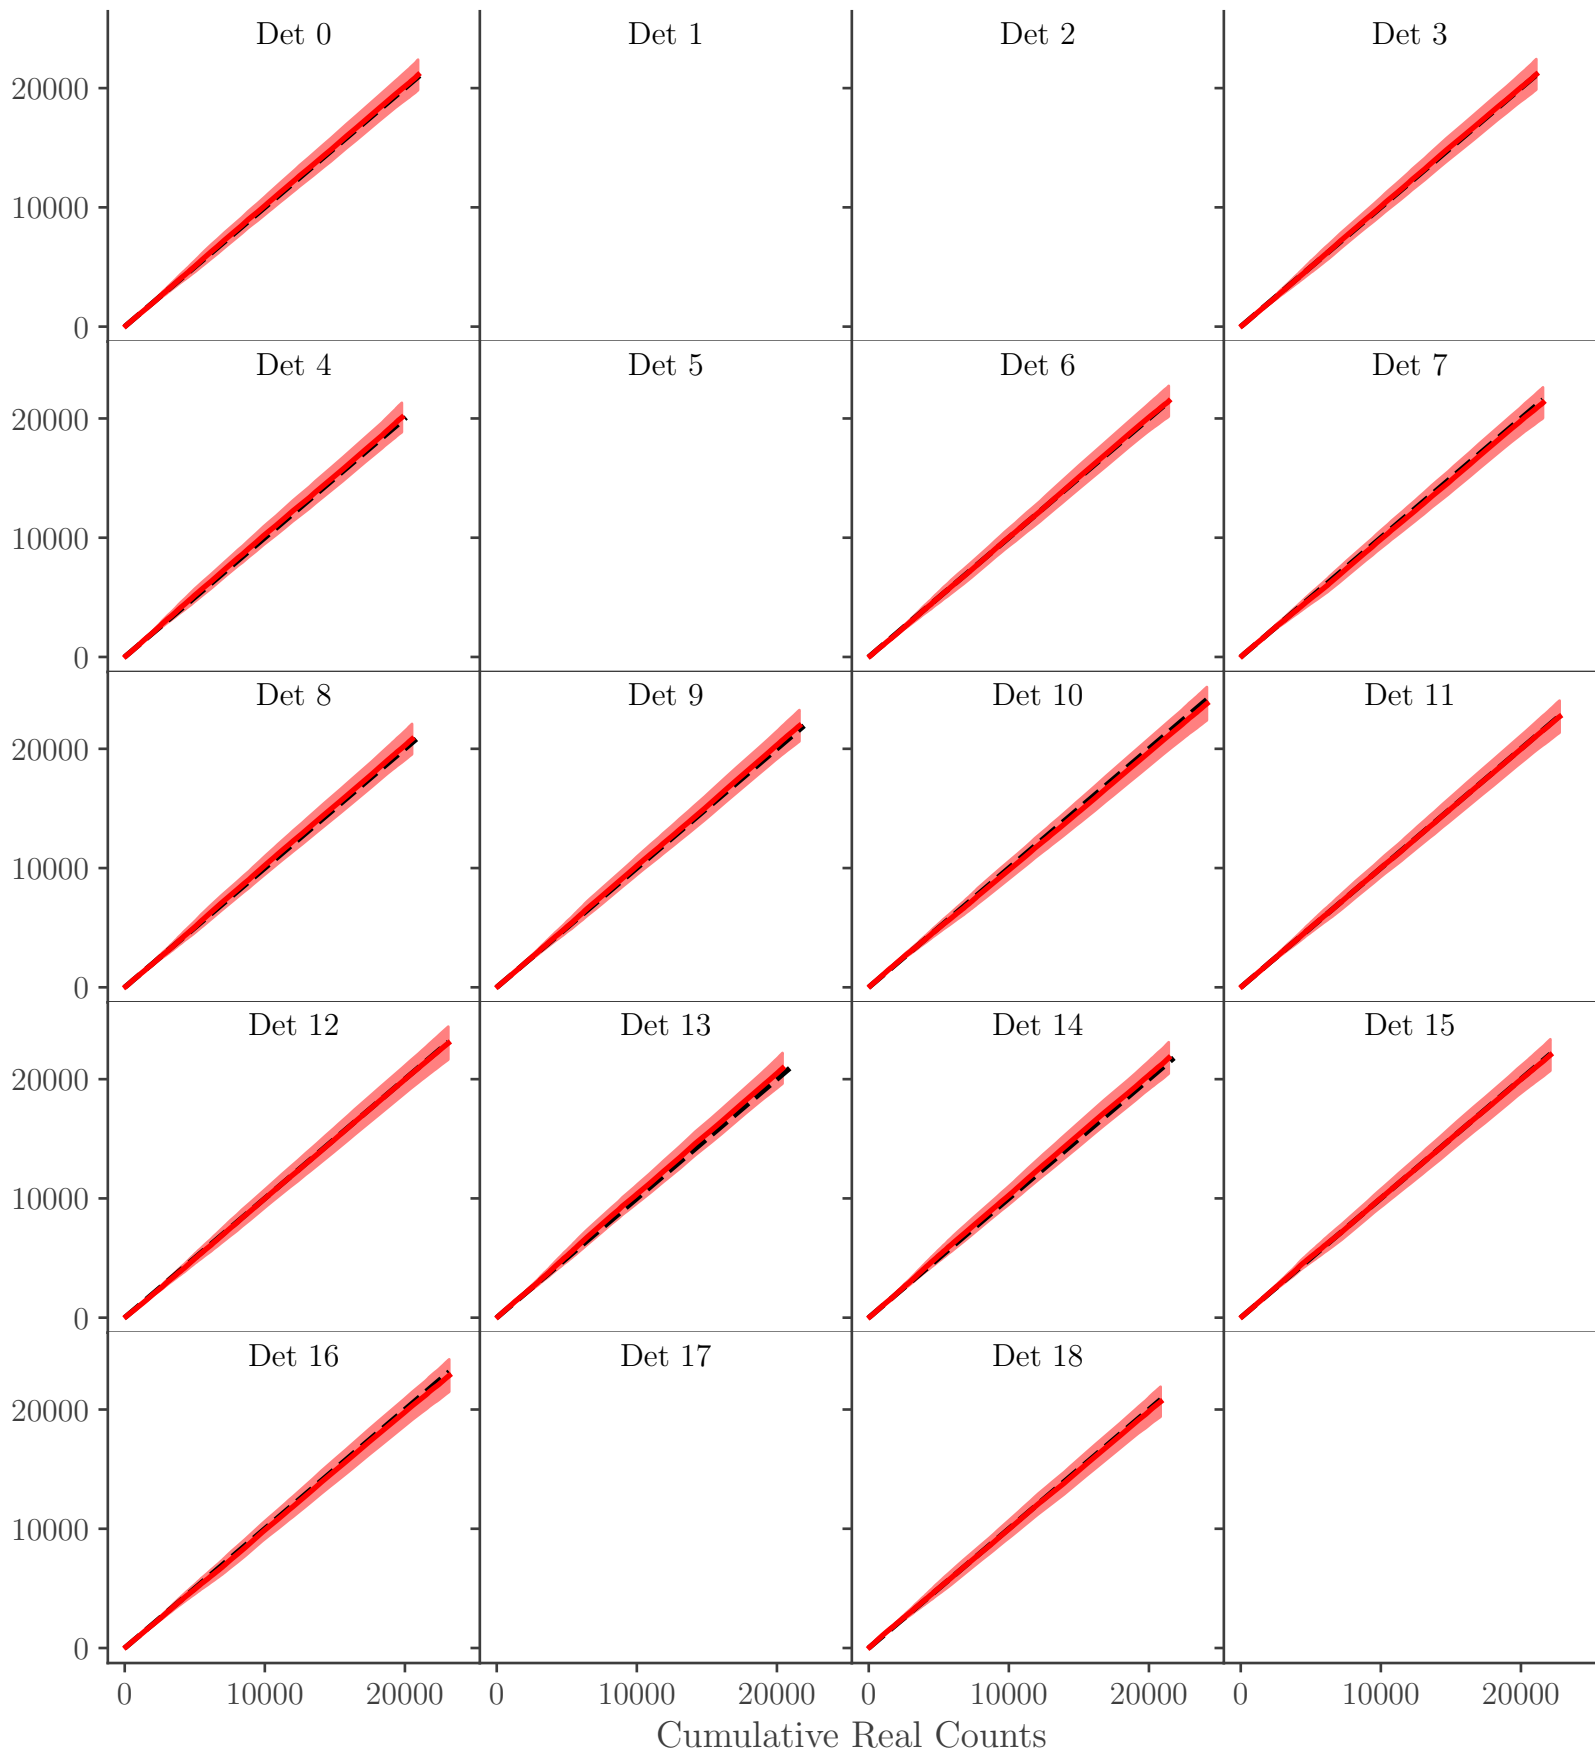 Det 0 Det 1 Det 2 Det 3
20000
10000
0
Det 4 Det 5 Det 6 Det 7
20000
10000
0
Det 8 Det 9 Det 10 Det 11
20000
10000
0
Det 12 Det 13 Det 14 Det 15
20000
10000
0
Det 16 Det 17 Det 18
20000
10000
0
0 10000 20000 0 10000 20000 0 10000 20000 0 10000 20000
Cumulative Real Counts